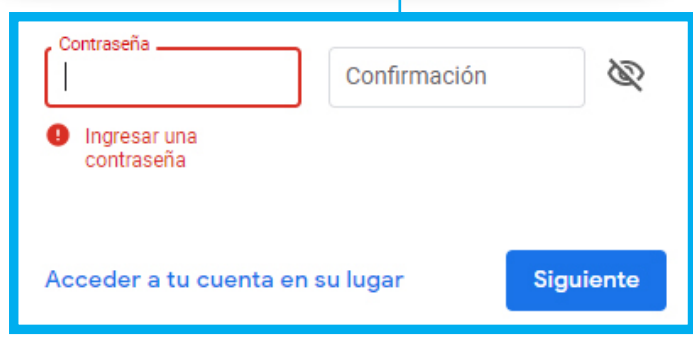 Contraseña
Confirmación
Ingresar una
contraseña
Acceder a tu cuenta en su lugar
Siguiente